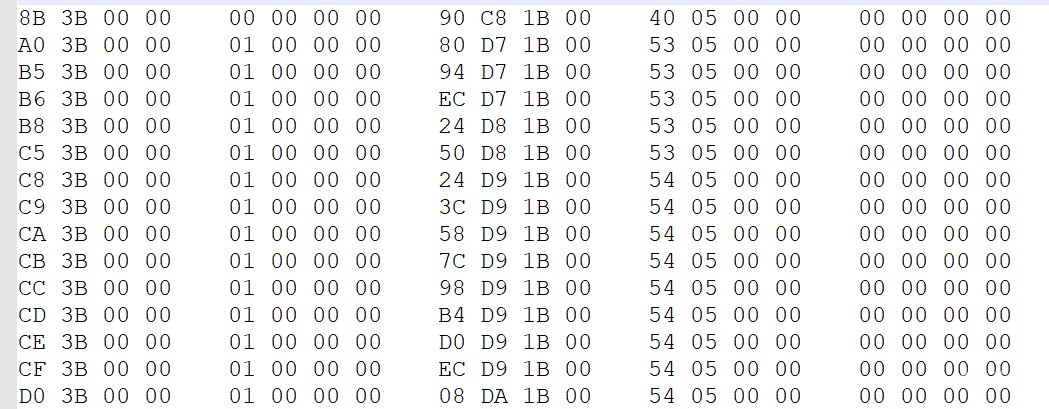 8B 3B 00 00 00 00 00 00 90 C8 1B 00 40 05 00 00 00 00 00 00
A0 3B 00 00 01 00 00 00 80 D7 1B 00 53 05 00 00 00 00 00 00
B5 3B 00 00 01 00 00 00 94 D7 1B 00 53 05 00 00 00 00 00 00
B6 3B 00 00 01 00 00 00 EC D7 1B 00 53 05 00 00 00 00 00 00
B8 3B 00 00 01 00 00 00 24 D8 1B 00 53 05 00 00 00 00 00 00
C5 3B 00 00 01 00 00 00 50 D8 1B 00 53 05 00 00 00 00 00 00
C8 3B 00 00 01 00 00 00 24 D9 1B 00 54 05 00 00 00 00 00 00
C9 3B 00 00 01 00 00 00 3C D9 1B 00 54 05 00 00 00 00 00 00
CA 3B 00 00 01 00 00 00 58 D9 1B 00 54 05 00 00 00 00 00 00
CB 3B 00 00 01 00 00 00 7C D9 1B 00 54 05 00 00 00 00 00 00
CC 3B 00 00 01 00 00 00 98 D9 1B 00 54 05 00 00 00 00 00 00
CD 3B 00 00 01 00 00 00 B4 D9 1B 00 54 05 00 00 00 00 00 00
CE 3B 00 00 01 00 00 00 D0 D9 1B 00 54 05 00 00 00 00 00 00
CF 3B 00 00 01 00 00 00 EC D9 1B 00 54 05 00 00 00 00 00 00
D0 3B 00 00 01 00 00 00 08 DA 1B 00 54 05 00 00 00 00 00 00